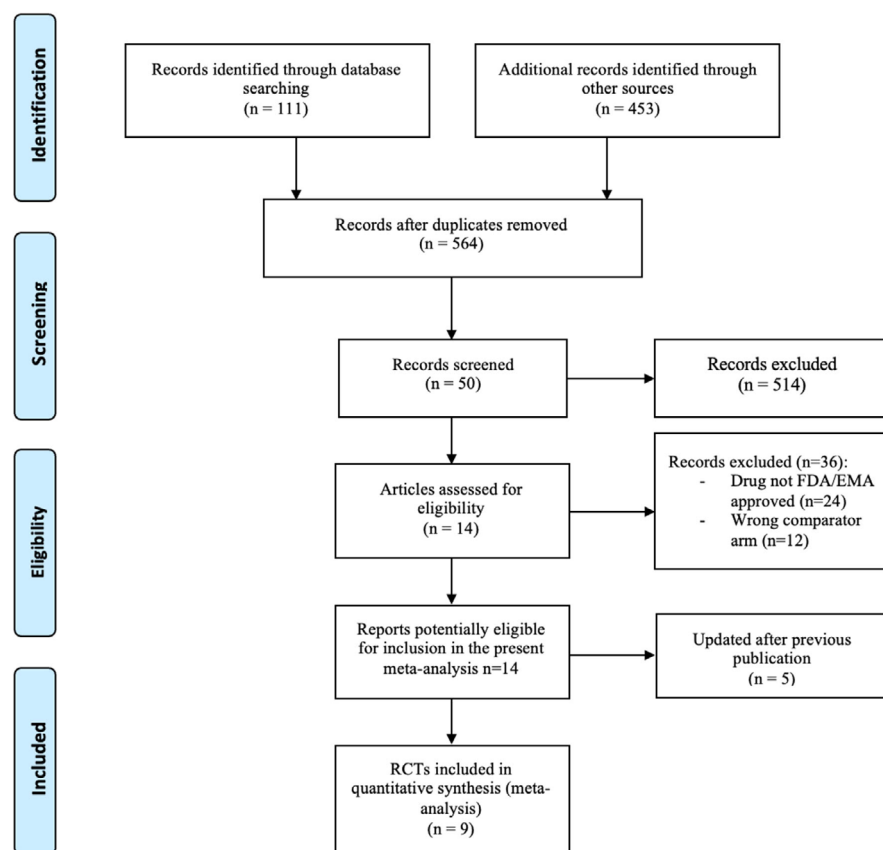 Identification
Records identified through database
searching
(n = 111)
Additional records identified through
other sources
(n = 453)
Records after duplicates removed
(n = 564)
Screening
Records screened
(n = 50)
Records excluded
(n = 514)
Eligibility
Articles assessed for
eligibility
(n = 14)
Records excluded (n=36):
- Drug not FDA/EMA
approved (n=24)
- Wrong comparator
arm (n=12)
Reports potentially eligible
for inclusion in the present
meta-analysis n=14
Updated after previous
publication
(n = 5)
Included
RCTs included in
quantitative synthesis (meta-
analysis)
(n = 9)